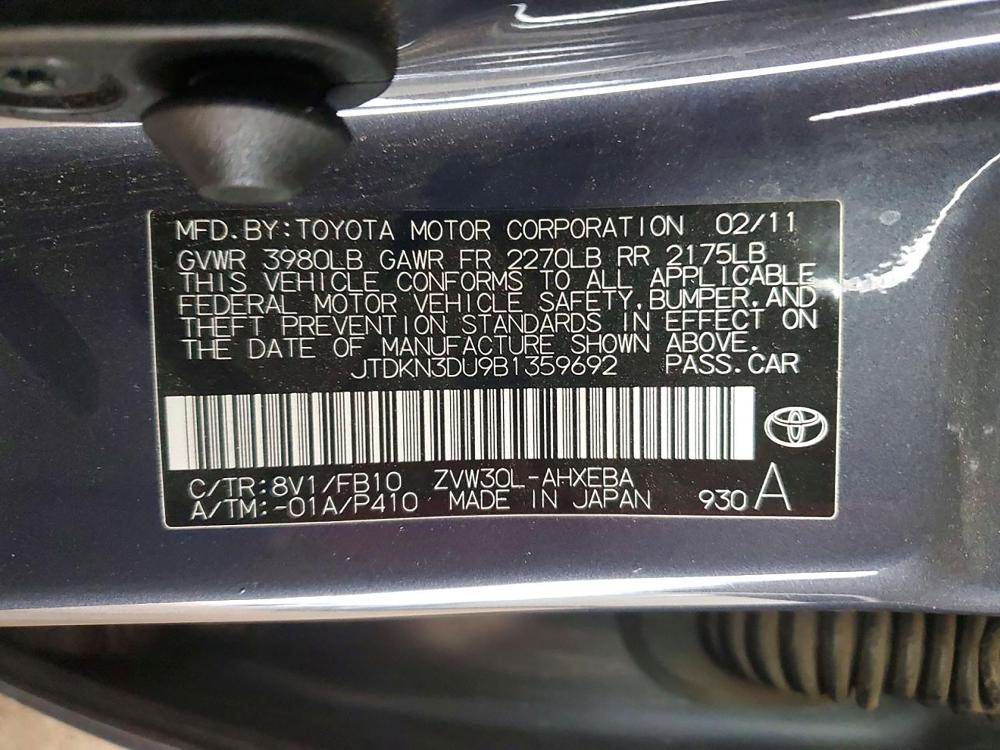 MFD. BY: TOYOTA MOTOR CORPORATION 02/11
GVWR 3980LB GAWR FR 2270LB RR 2175LB
THIS VEHICLE CONFORMS TO ALL APPLICABLE
FEDERAL MOTOR VEHICLE SAFETY, BUMPER, AND
THEFT PREVENTION STANDARDS IN EFFECT ON
THE DATE OF MANUFACTURE SHOWN ABOVE.
JTDKN3DU9B1359692 PASS. CAR
C/TR: 8V1/FB10 ZVW30L-AHXEBA
A/TM: -01A/P410 MADE IN JAPAN 930 A